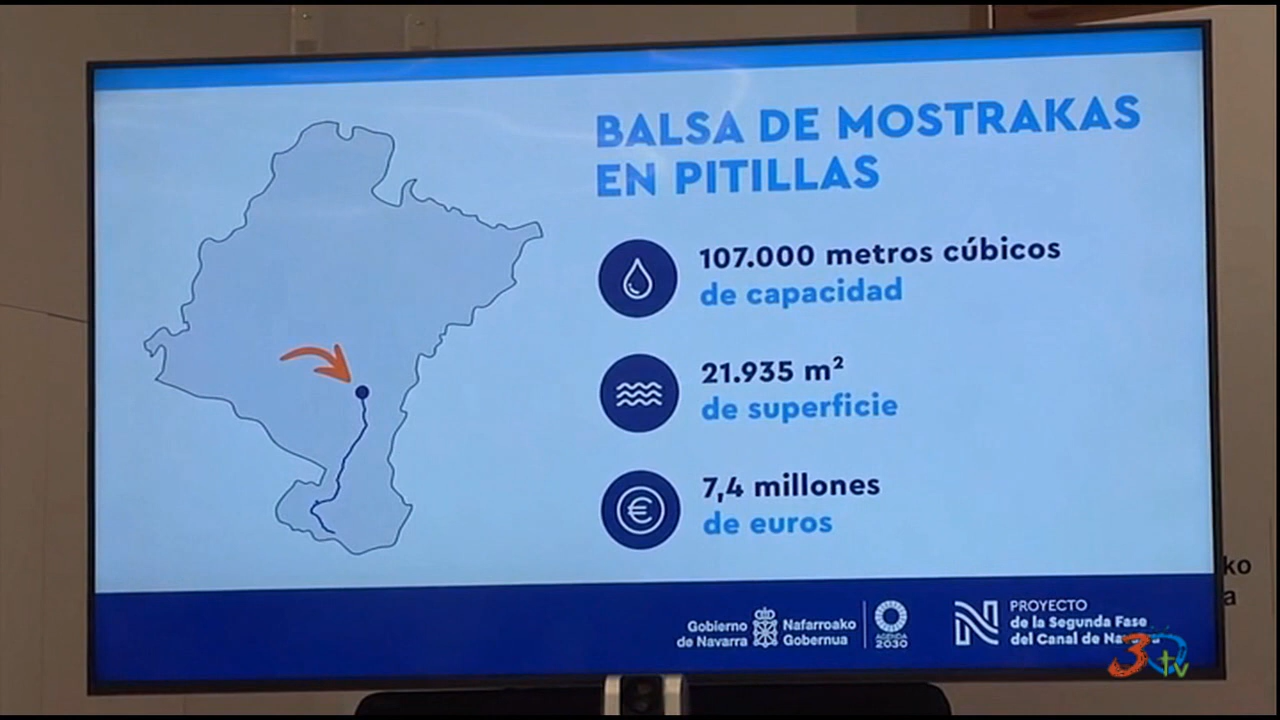 BALSA DE MOSTRAKAS
EN PITILLAS
107.000 metros cúbicos
de capacidad
21.935 m²
de superficie
7,4 millones
de euros
Gobierno
de Navarra
Nafarroako
Gobernua
AGENDA
2030
PROYECTO
de la Segunda Fase
del Canal de Navarra
3 tv
ko
a